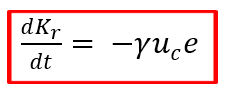 dK_r/dt = −γu_c e